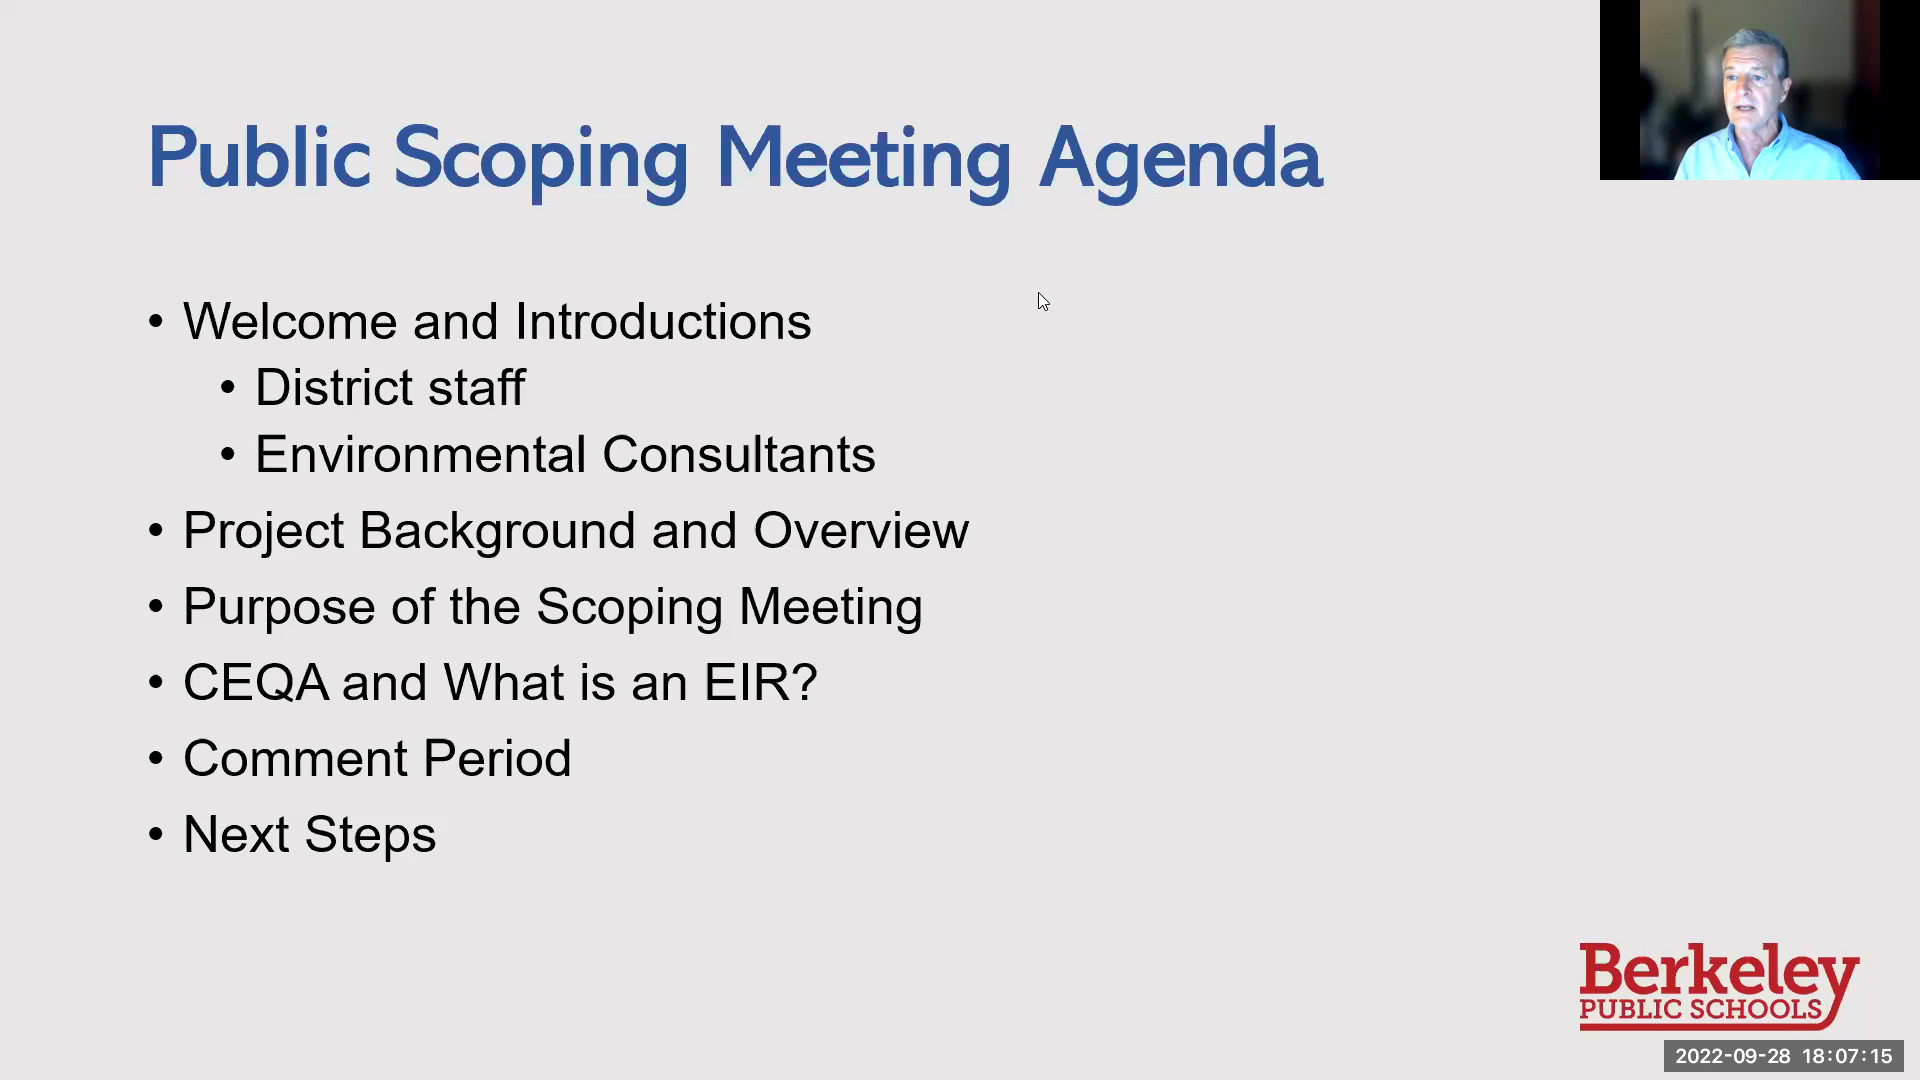 Public Scoping Meeting Agenda
• Welcome and Introductions
• District staff
• Environmental Consultants
• Project Background and Overview
• Purpose of the Scoping Meeting
• CEQA and What is an EIR?
• Comment Period
• Next Steps
Berkeley
PUBLIC SCHOOLS
2022-09-28 18:07:15